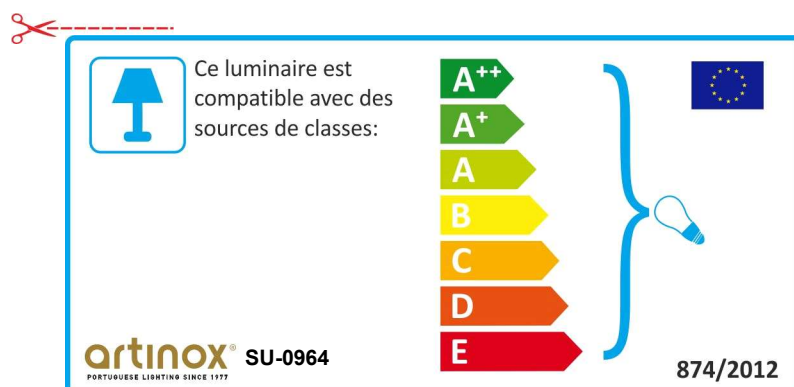 Ce luminaire est
compatible avec des
sources de classes:
A++
A+
A
B
C
D
E
artinox® SU-0964
PORTUGUESE LIGHTING SINCE 1977
874/2012